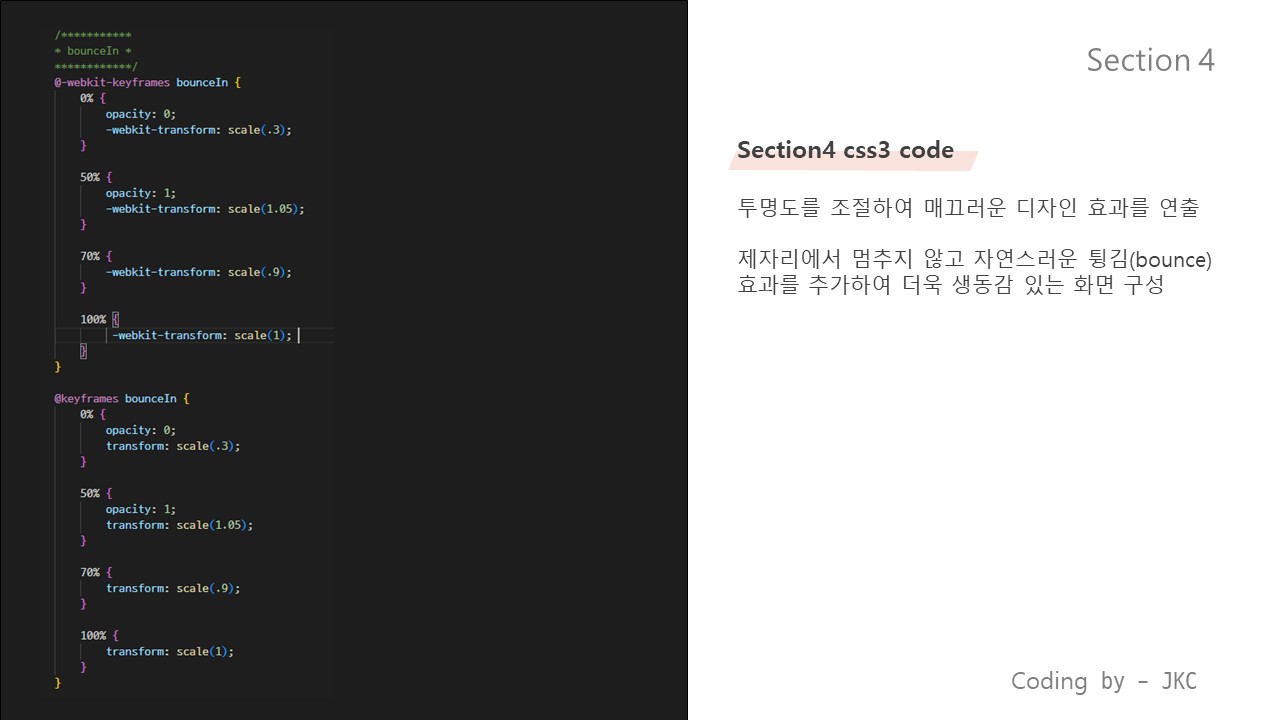 /***********
* bounceIn *
************/
@-webkit-keyframes bounceIn {
0% {
opacity: 0;
-webkit-transform: scale(.3);
}
50% {
opacity: 1;
-webkit-transform: scale(1.05);
}
70% {
-webkit-transform: scale(.9);
}
100% {
-webkit-transform: scale(1);
}
}
@keyframes bounceIn {
0% {
opacity: 0;
transform: scale(.3);
}
50% {
opacity: 1;
transform: scale(1.05);
}
70% {
transform: scale(.9);
}
100% {
transform: scale(1);
}
}
Section 4
Section4 css3 code
투명도를 조절하여 매끄러운 디자인 효과를 연출
제자리에서 멈추지 않고 자연스러운 튕김(bounce)
효과를 추가하여 더욱 생동감 있는 화면 구성
Coding by - JKC